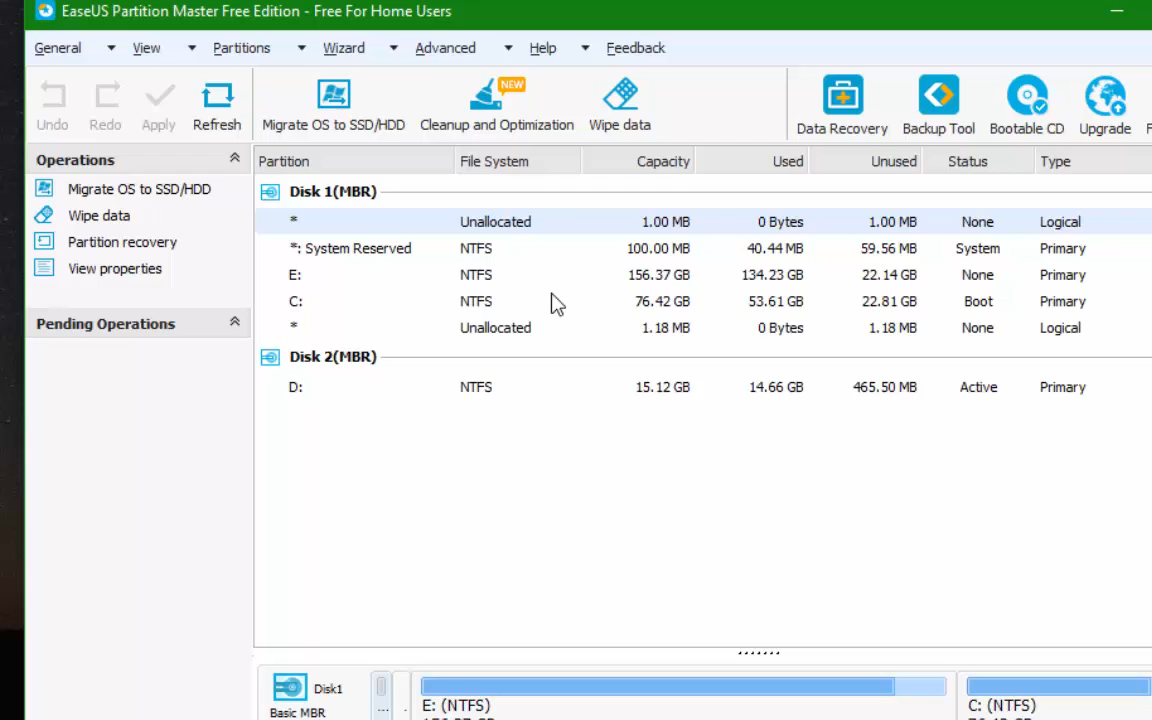 EaseUS Partition Master Free Edition - Free For Home Users
General View Partitions Wizard Advanced Help Feedback
NEW
Undo Redo Apply Refresh Migrate OS to SSD/HDD Cleanup and Optimization Wipe data Data Recovery Backup Tool Bootable CD Upgrade
Operations
Migrate OS to SSD/HDD
Wipe data
Partition recovery
View properties
Pending Operations
Partition File System Capacity Used Unused Status Type
Disk 1(MBR)
* Unallocated 1.00 MB 0 Bytes 1.00 MB None Logical
*: System Reserved NTFS 100.00 MB 40.44 MB 59.56 MB System Primary
E: NTFS 156.37 GB 134.23 GB 22.14 GB None Primary
C: NTFS 76.42 GB 53.61 GB 22.81 GB Boot Primary
* Unallocated 1.18 MB 0 Bytes 1.18 MB None Logical
Disk 2(MBR)
D: NTFS 15.12 GB 14.66 GB 465.50 MB Active Primary
Disk1
Basic MBR
... .
E: (NTFS)
C: (NTFS)